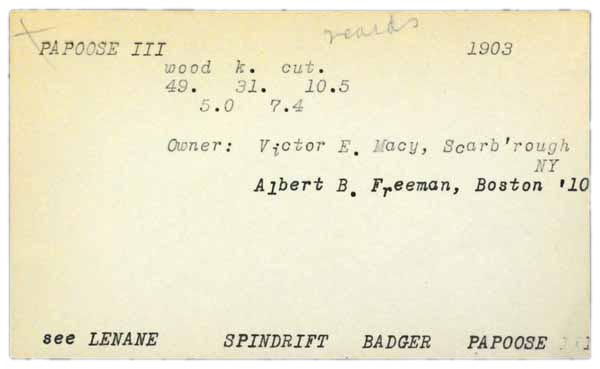 PAPOOSE III 1903
wood k. cut.
49. 31. 10.5
5.0 7.4
Owner: Victor E. Macy, Scarb'rough
NY
Albert B. Freeman, Boston '10
see LENANE SPINDRIFT BADGER PAPOOSE